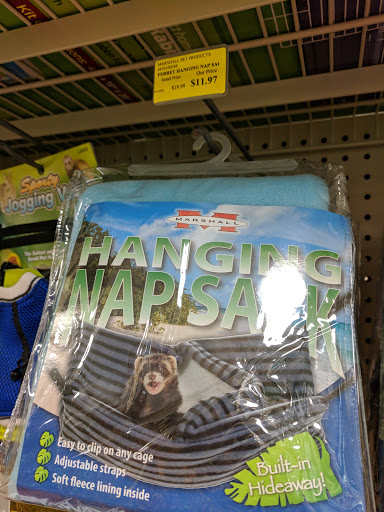 MARSHALL PET PRODUCTS
FERRET HANGING NAP SAC
Retail Price
Our Price
$19.99
$11.97
Sporty
Jogging V
MARSHALL
HANGING
NAP SACK
Easy to clip on any cage
Adjustable straps
Soft fleece lining inside
Built-in
Hideaway!